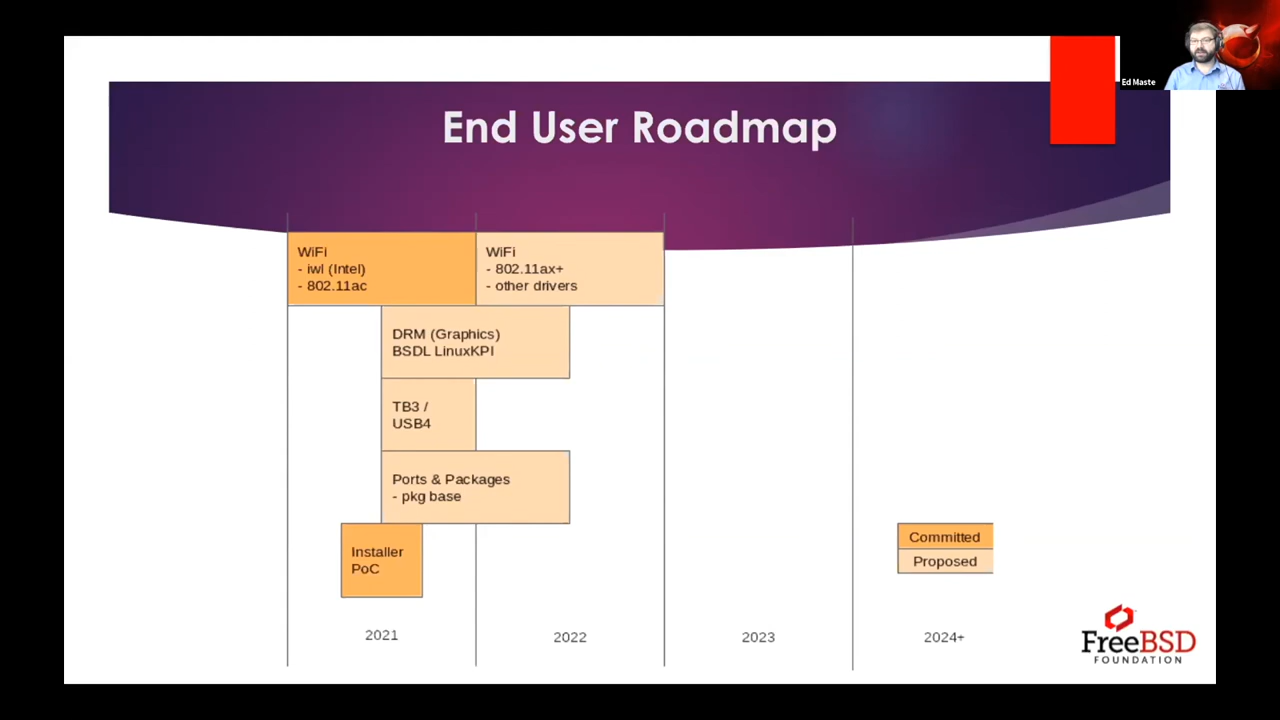 Ed Maste
End User Roadmap
WiFi
- iwl (Intel)
- 802.11ac
WiFi
- 802.11ax+
- other drivers
DRM (Graphics)
BSDL LinuxKPI
TB3 /
USB4
Ports & Packages
- pkg base
Installer
PoC
Committed
Proposed
2021
2022
2023
2024+
FreeBSD
FOUNDATION